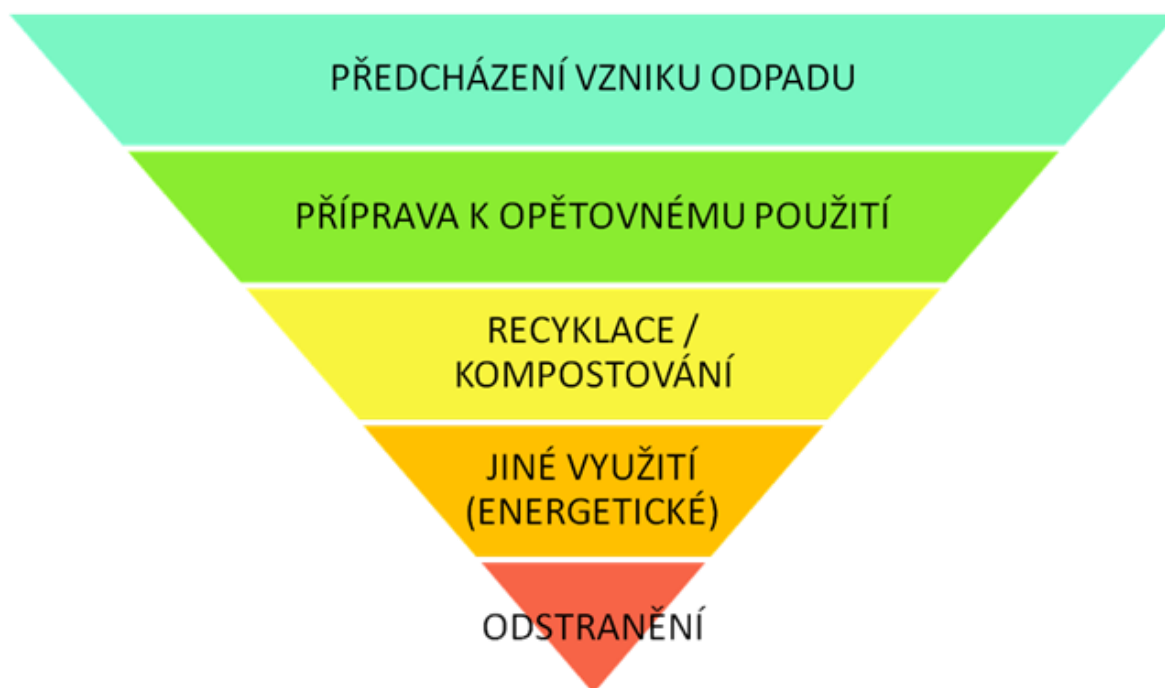 PŘEDCHÁZENÍ VZNIKU ODPADU
PŘÍPRAVA K OPĚTOVNÉMU POUŽITÍ
RECYKLACE /
KOMPOSTOVÁNÍ
JINÉ VYUŽITÍ
(ENERGETICKÉ)
ODSTRANĚNÍ